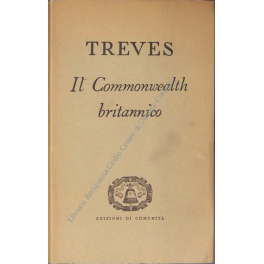 TREVES
Il Commonwealth
britannico
EDIZIONI DI COMUNITÀ